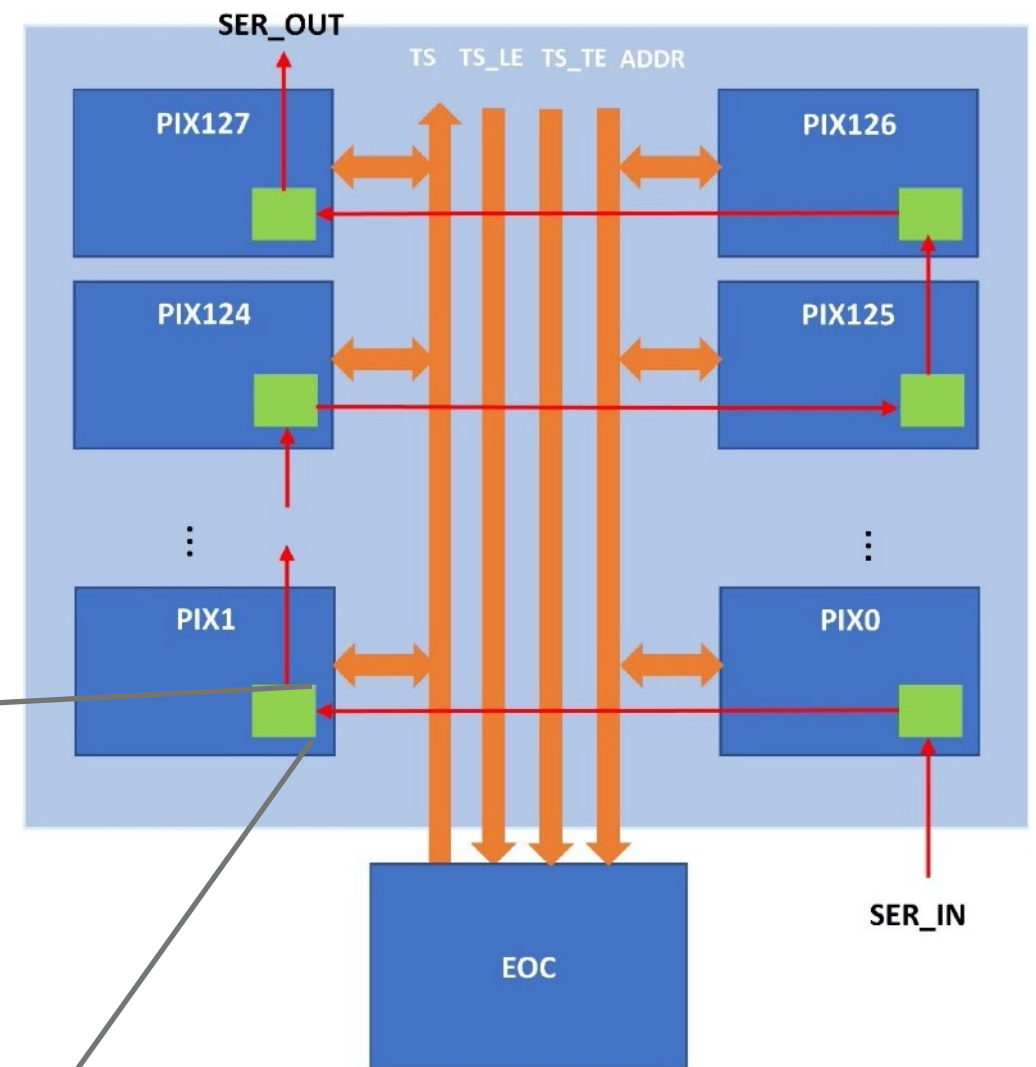 SER_OUT
TS TS_LE TS_TE ADDR
PIX127 PIX126
PIX124 PIX125
⋮ ⋮
PIX1 PIX0
SER_IN
EOC